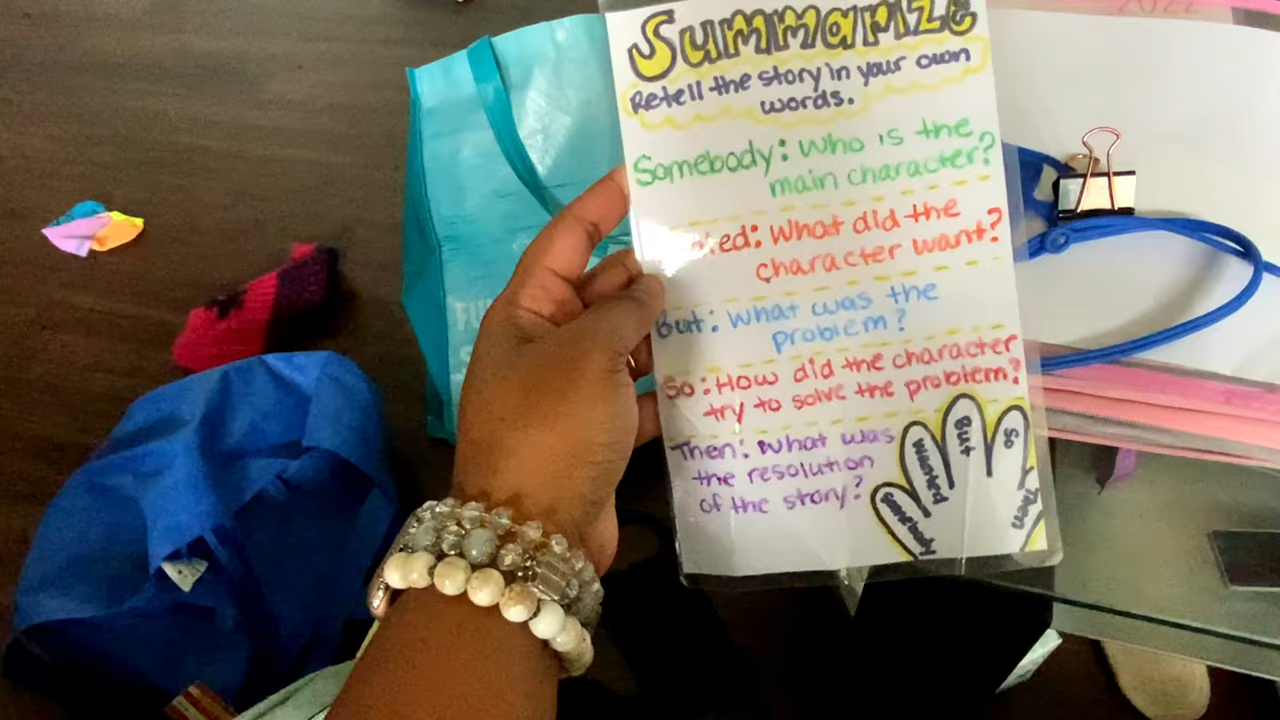 Summarize
Retell the story in your own
words.
Somebody: Who is the
main character?
What did the
character want?
But: What was the
problem?
So: How did the character
try to solve the problem?
Then: What was
the resolution
of the story?
Somebody
Wanted
But
So
Then
2022